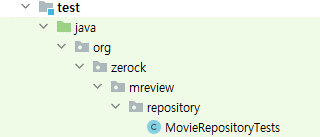 test
java
org
zerock
mreview
repository
MovieRepositoryTests